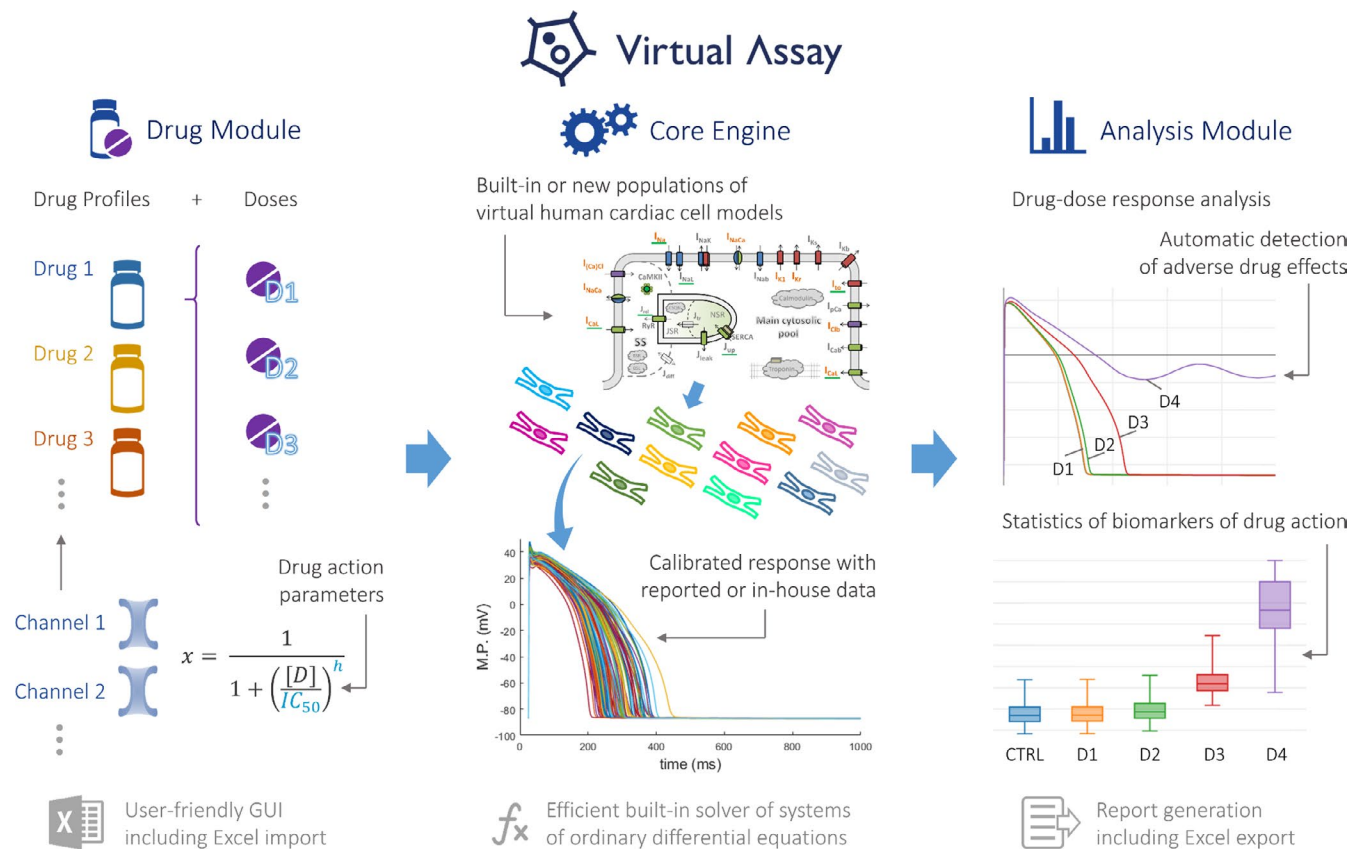 Virtual Assay
Drug Module
Drug Profiles + Doses
Drug 1
D1
Drug 2
D2
Drug 3
D3
Drug action
parameters
Channel 1
Channel 2
x = 1 / 1 + ([D] / IC50)^h
User-friendly GUI
including Excel import
Core Engine
Built-in or new populations of
virtual human cardiac cell models
I(Ca)Cl
INa
INaK
INaCa
IKs
IKb
CaMKII
INaL
INab
IK1
IKr
INaCa
Ito
Jrel
RyR
JSR
Jtr
NSR
Calmodulin
IpCa
ICaL
SERCA
Main cytosolic
pool
IClb
SS
Jleak
Jup
ICab
Jdiff
Troponin
ICaL
Calibrated response with
reported or in-house data
M.P. (mV)
40
20
0
-20
-40
-60
-80
-100
0 200 400 600 800 1000
time (ms)
fx
Efficient built-in solver of systems
of ordinary differential equations
Analysis Module
Drug-dose response analysis
Automatic detection
of adverse drug effects
D4
D3
D2
D1
Statistics of biomarkers of drug action
CTRL D1 D2 D3 D4
Report generation
including Excel export
X